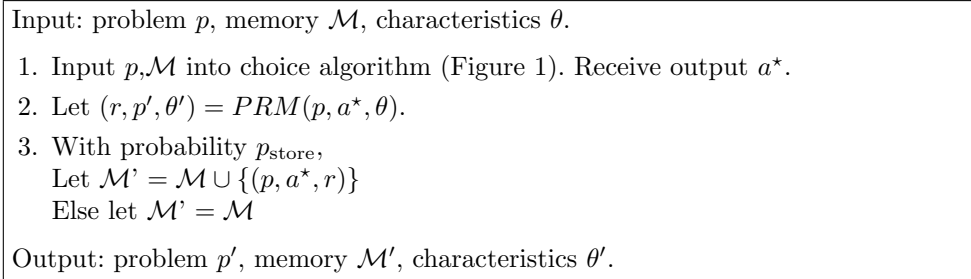 Input: problem p, memory ℳ, characteristics θ.
1. Input p,ℳ into choice algorithm (Figure 1). Receive output a⋆.
2. Let (r, p′, θ′) = PRM(p, a⋆, θ).
3. With probability p_store,
Let ℳ’ = ℳ ∪ {(p, a⋆, r)}
Else let ℳ’ = ℳ
Output: problem p′, memory ℳ′, characteristics θ′.